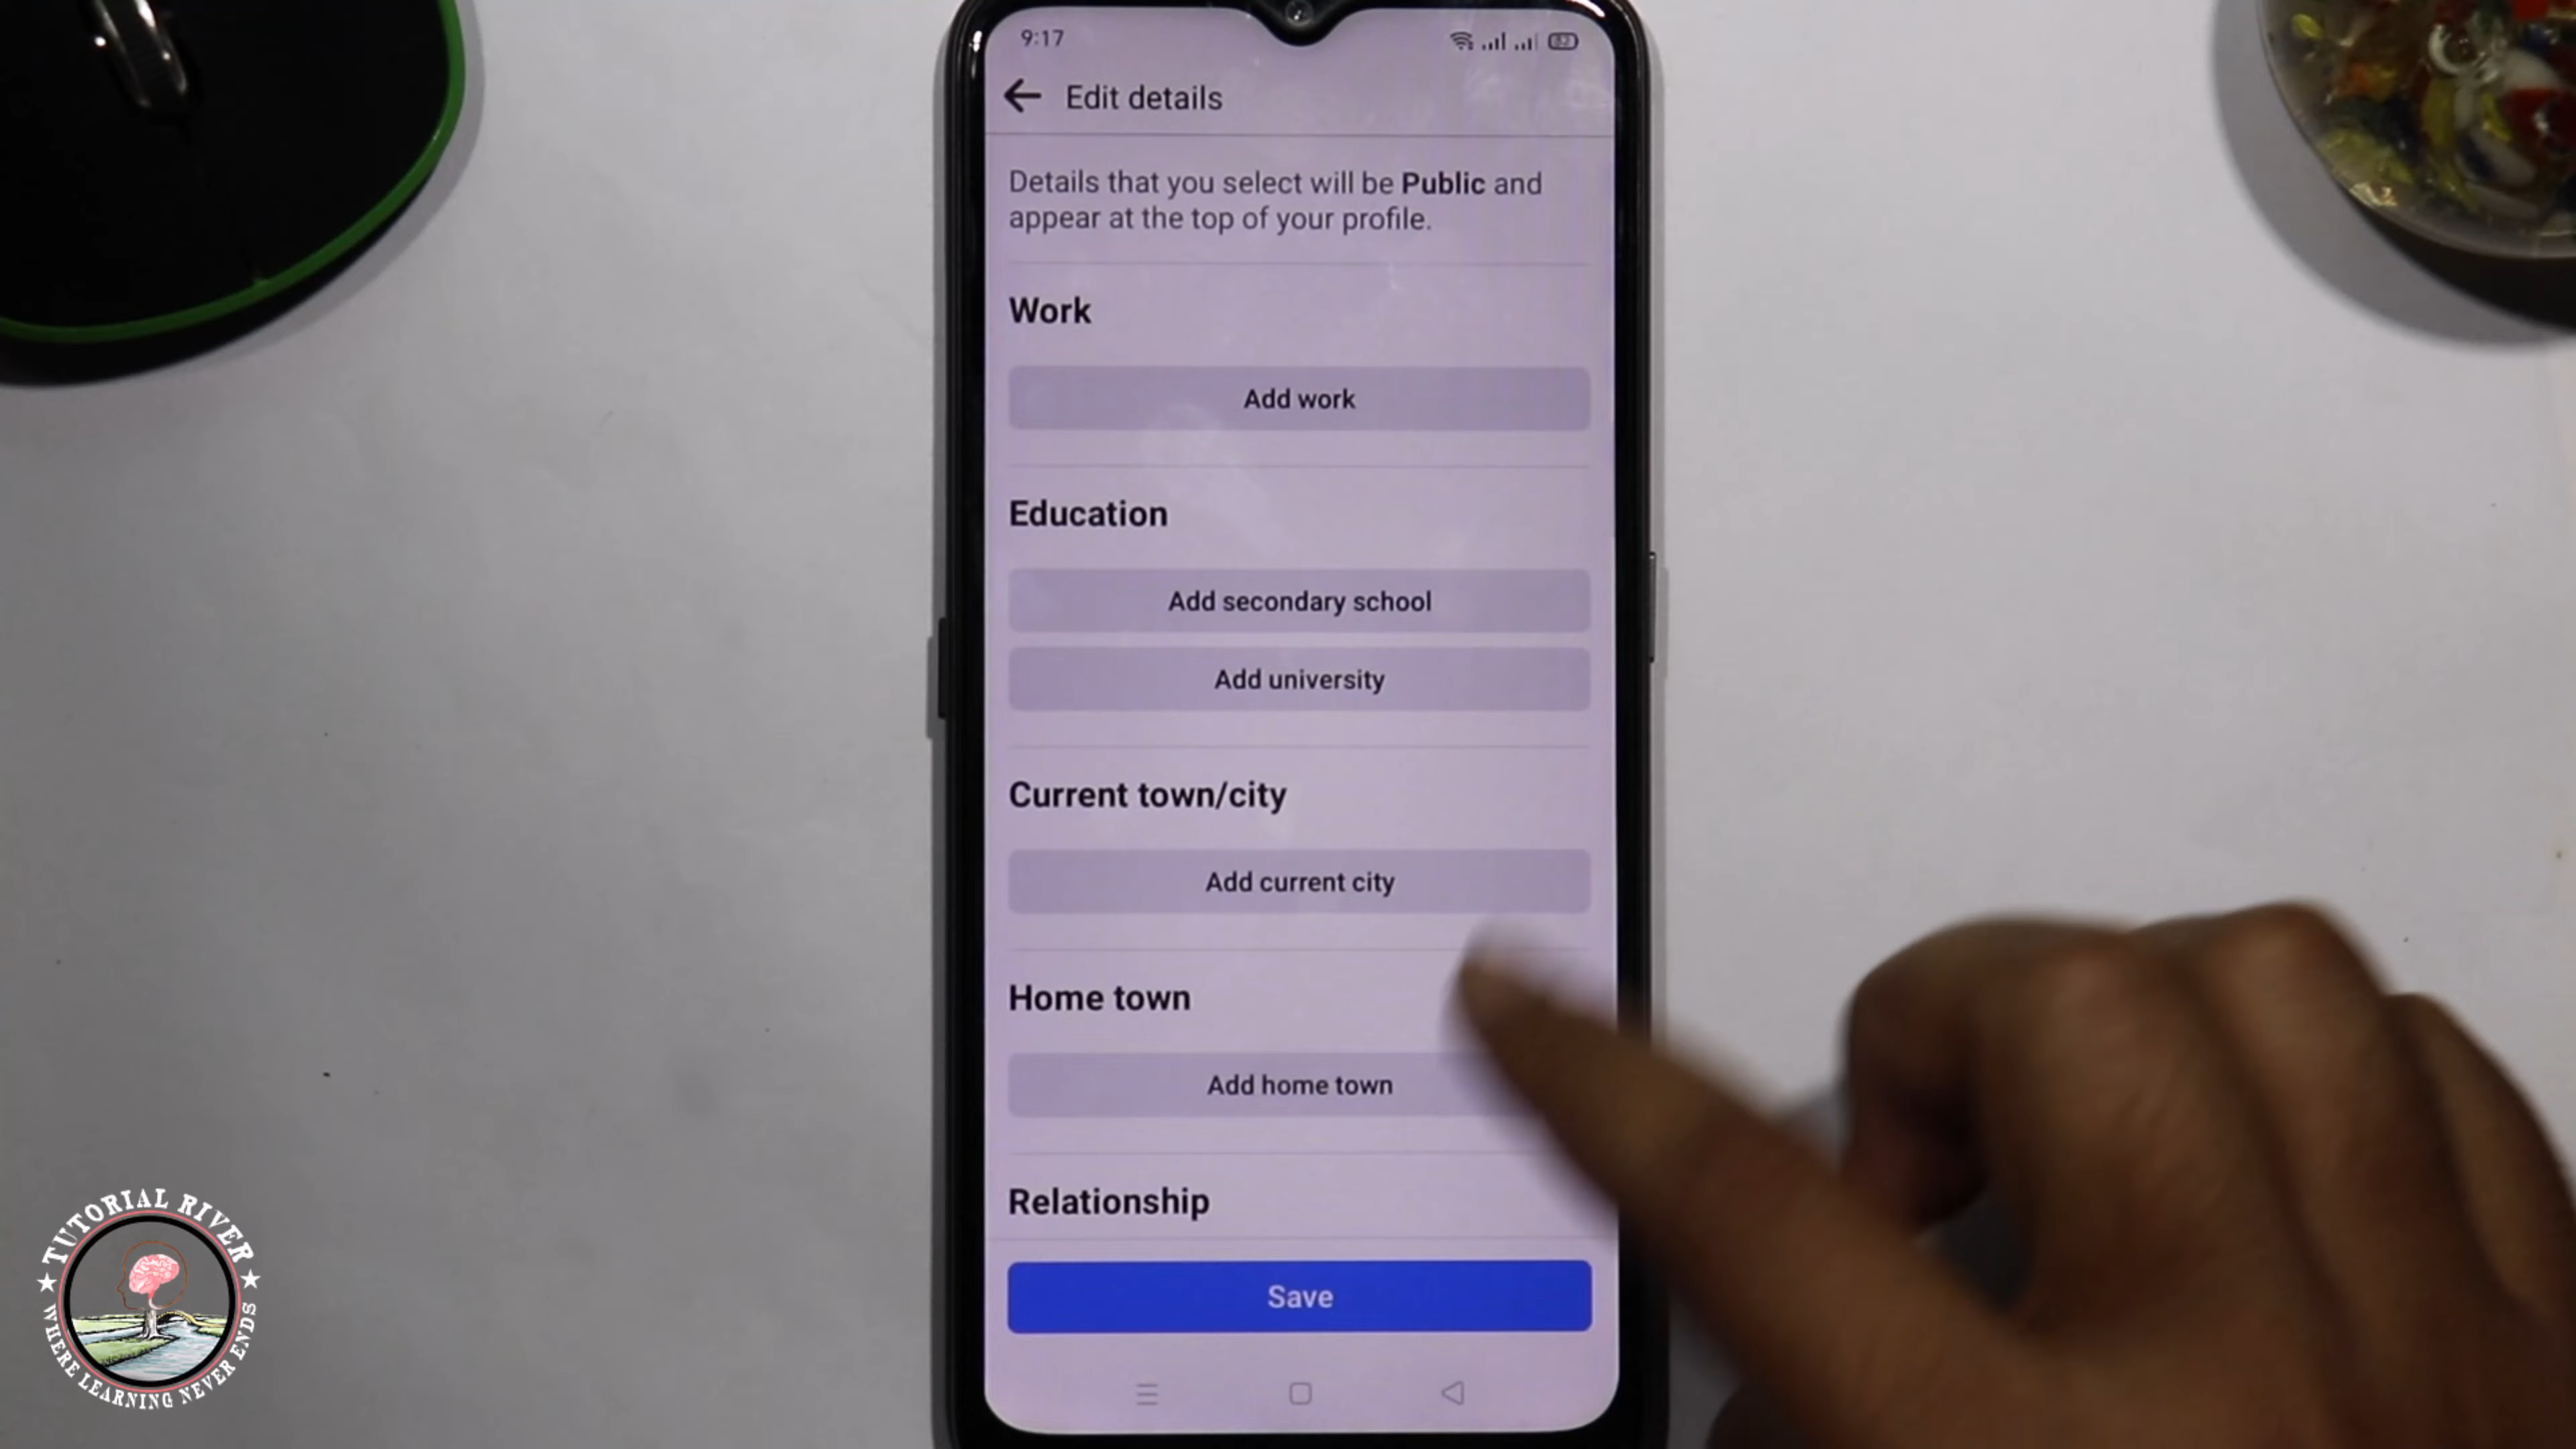 9:17
82
Edit details
Details that you select will be Public and
appear at the top of your profile.
Work
Add work
Education
Add secondary school
Add university
Current town/city
Add current city
Home town
Add home town
Relationship
Save
TUTORIAL RIVER
WHERE LEARNING NEVER ENDS